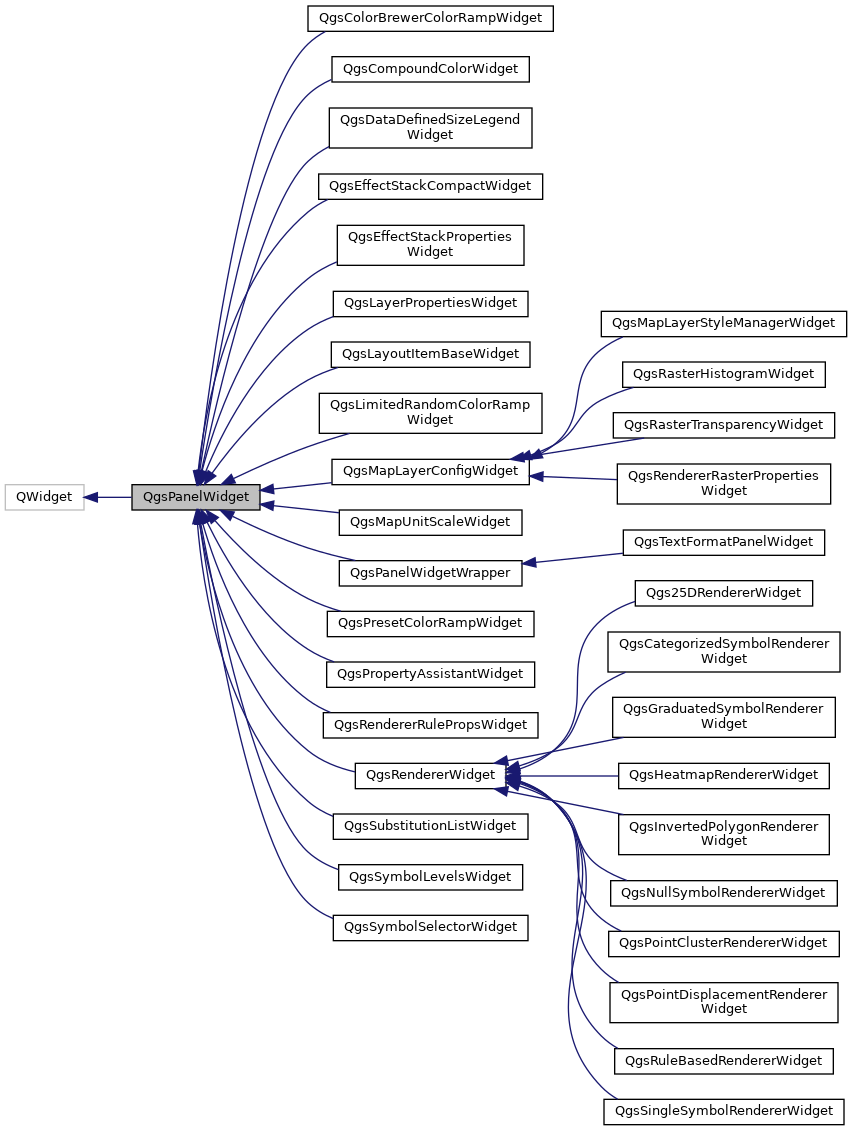 QWidget
QgsPanelWidget
QgsColorBrewerColorRampWidget
QgsCompoundColorWidget
QgsDataDefinedSizeLegend
Widget
QgsEffectStackCompactWidget
QgsEffectStackProperties
Widget
QgsLayerPropertiesWidget
QgsLayoutItemBaseWidget
QgsLimitedRandomColorRamp
Widget
QgsMapLayerConfigWidget
QgsMapUnitScaleWidget
QgsPanelWidgetWrapper
QgsPresetColorRampWidget
QgsPropertyAssistantWidget
QgsRendererRulePropsWidget
QgsRendererWidget
QgsSubstitutionListWidget
QgsSymbolLevelsWidget
QgsSymbolSelectorWidget
QgsMapLayerStyleManagerWidget
QgsRasterHistogramWidget
QgsRasterTransparencyWidget
QgsRendererRasterProperties
Widget
QgsTextFormatPanelWidget
Qgs25DRendererWidget
QgsCategorizedSymbolRenderer
Widget
QgsGraduatedSymbolRenderer
Widget
QgsHeatmapRendererWidget
QgsInvertedPolygonRenderer
Widget
QgsNullSymbolRendererWidget
QgsPointClusterRendererWidget
QgsPointDisplacementRenderer
Widget
QgsRuleBasedRendererWidget
QgsSingleSymbolRendererWidget